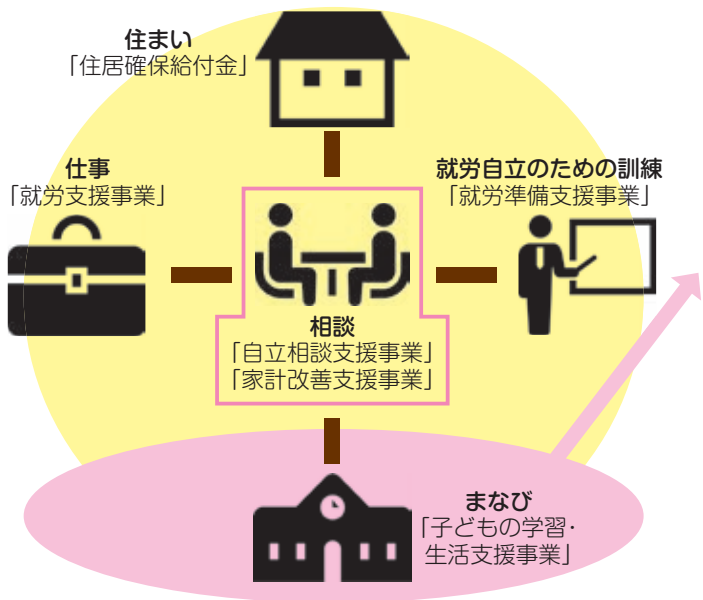 住まい
「住居確保給付金」
仕事
「就労支援事業」
就労自立のための訓練
「就労準備支援事業」
相談
「自立相談支援事業」
「家計改善支援事業」
まなび
「子どもの学習・
生活支援事業」